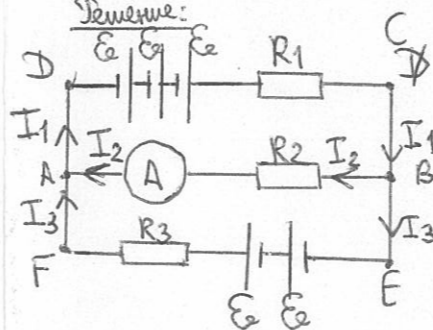 Решение:
ℰ ℰ ℰ
D R1 C
I1 I1
A I2 A R2 I2 B
I3 R3 I3
F ℰ ℰ E